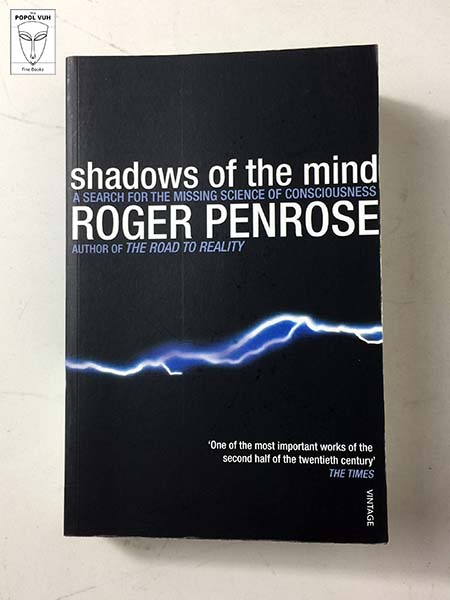 The
POPOL VUH
Fine Books
shadows of the mind
A SEARCH FOR THE MISSING SCIENCE OF CONSCIOUSNESS
ROGER PENROSE
AUTHOR OF THE ROAD TO REALITY
'One of the most important works of the
second half of the twentieth century'
THE TIMES
VINTAGE